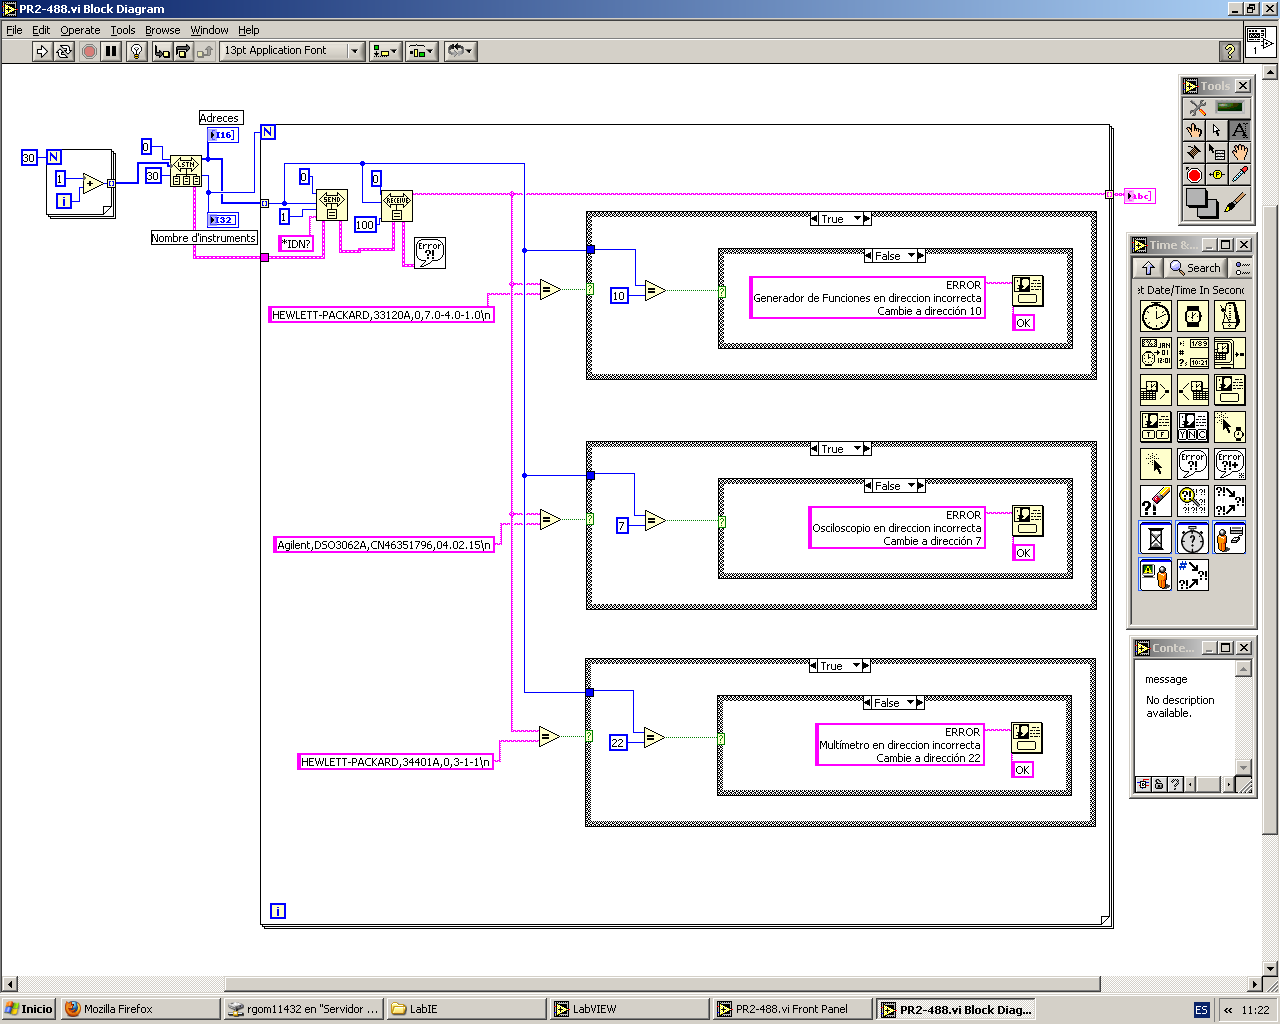 PR2-488.vi Block Diagram
File Edit Operate Tools Browse Window Help
13pt Application Font
1
Tools
Adreces
I16]
30
N
1
i
0
LSTN
30
I32
Nombre d'instruments
N
0
SEND
1
*IDN?
0
RECEIVE
100
Error
?!
Abc]
True
10
False
ERROR
Generador de Funciones en direccion incorrecta
Cambie a dirección 10
OK
HEWLETT-PACKARD,33120A,0,7.0-4.0-1.0\n
True
7
False
ERROR
Osciloscopio en direccion incorrecta
Cambie a dirección 7
OK
Agilent,DSO3062A,CN46351796,04.02.15\n
True
22
False
ERROR
Multímetro en direccion incorrecta
Cambie a dirección 22
OK
HEWLETT-PACKARD,34401A,0,3-1-1\n
i
Time &...
Search
et Date/Time In Second
Conte...
message
No description
available.
Inicio
Mozilla Firefox
rgom11432 en "Servidor ...
LabIE
LabVIEW
PR2-488.vi Front Panel
PR2-488.vi Block Diag...
ES
«
11:22